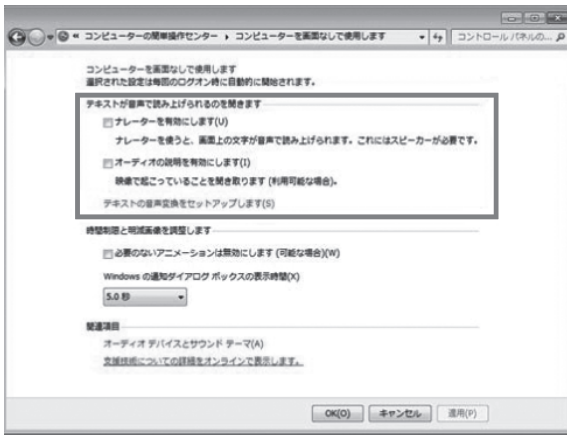 « コンピューターの簡単操作センター ▸ コンピューターを画面なしで使用します
コントロール パネルの...
コンピューターを画面なしで使用します
選択された設定は毎回のログオン時に自動的に開始されます。
テキストが音声で読み上げられるのを聞きます
ナレーターを有効にします(U)
ナレーターを使うと、画面上の文字が音声で読み上げられます。これにはスピーカーが必要です。
オーディオの説明を有効にします(I)
映像で起こっていることを聞き取ります (利用可能な場合)。
テキストの音声変換をセットアップします(S)
時間制限と明滅画像を調整します
必要のないアニメーションは無効にします (可能な場合)(W)
Windows の通知ダイアログ ボックスの表示時間(X)
5.0 秒
関連項目
オーディオ デバイスとサウンド テーマ(A)
支援技術についての詳細をオンラインで表示します。
OK(O) キャンセル 適用(P)